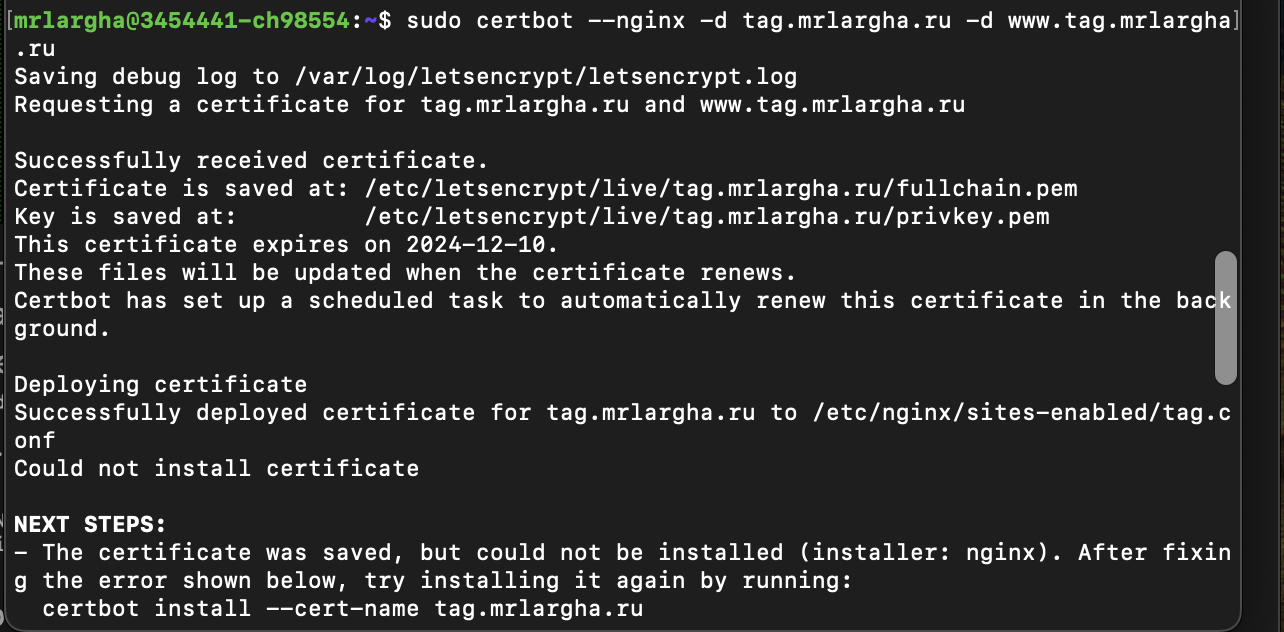 [mrlargha@3454441-ch98554:~$ sudo certbot --nginx -d tag.mrlargha.ru -d www.tag.mrlargha]
.ru
Saving debug log to /var/log/letsencrypt/letsencrypt.log
Requesting a certificate for tag.mrlargha.ru and www.tag.mrlargha.ru

Successfully received certificate.
Certificate is saved at: /etc/letsencrypt/live/tag.mrlargha.ru/fullchain.pem
Key is saved at:         /etc/letsencrypt/live/tag.mrlargha.ru/privkey.pem
This certificate expires on 2024-12-10.
These files will be updated when the certificate renews.
Certbot has set up a scheduled task to automatically renew this certificate in the back
ground.

Deploying certificate
Successfully deployed certificate for tag.mrlargha.ru to /etc/nginx/sites-enabled/tag.c
onf
Could not install certificate

NEXT STEPS:
- The certificate was saved, but could not be installed (installer: nginx). After fixin
g the error shown below, try installing it again by running:
  certbot install --cert-name tag.mrlargha.ru